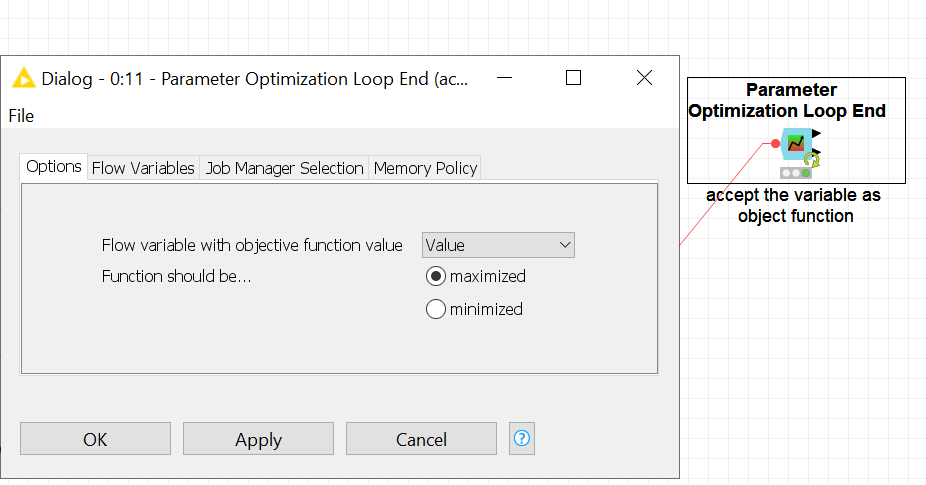 Dialog - 0:11 - Parameter Optimization Loop End (ac...
File
Options Flow Variables Job Manager Selection Memory Policy
Flow variable with objective function value Value
Function should be... maximized
minimized
OK Apply Cancel ?
Parameter
Optimization Loop End
accept the variable as
object function